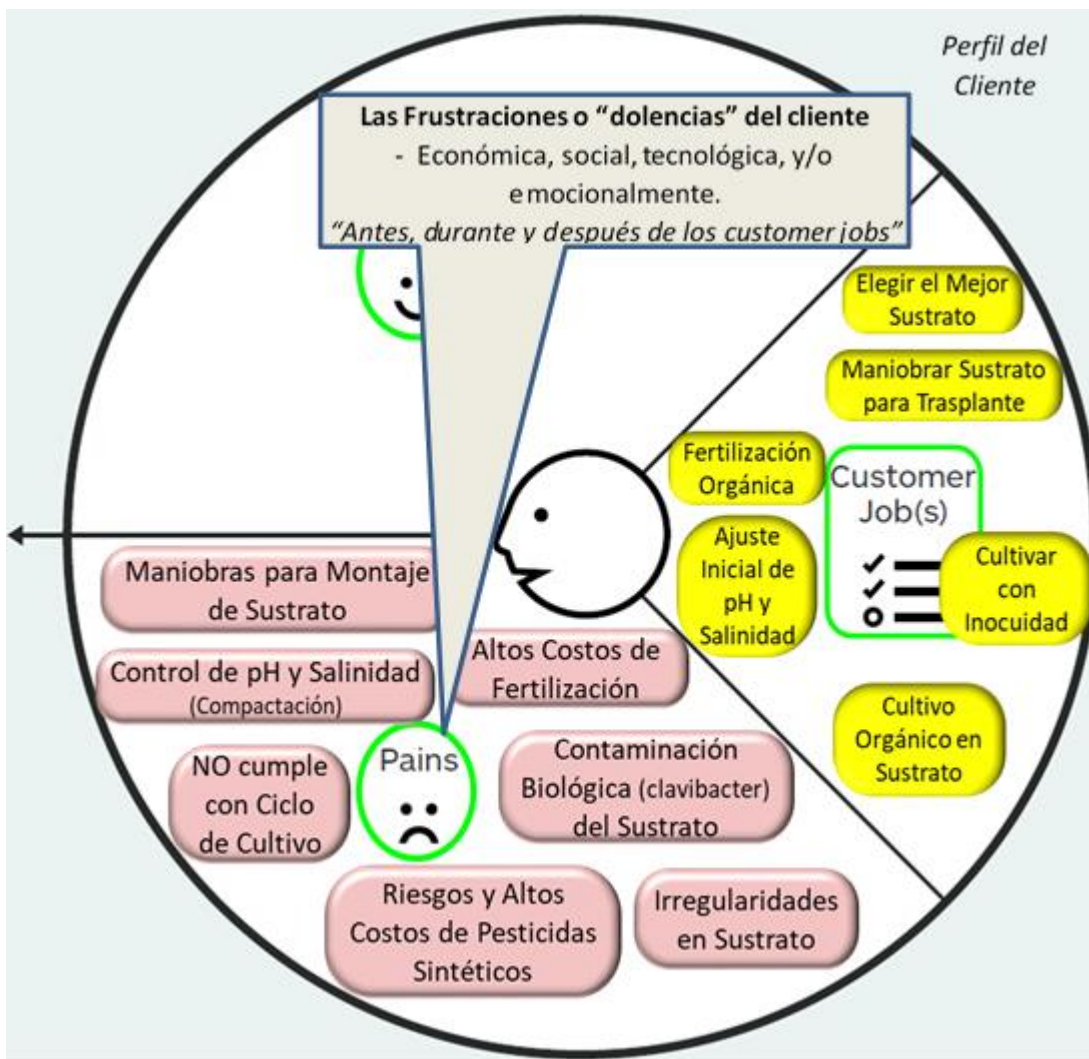 Perfil del
Cliente
Las Frustraciones o “dolencias” del cliente
- Económica, social, tecnológica, y/o
emocionalmente.
“Antes, durante y después de los customer jobs”
Elegir el Mejor
Sustrato
Maniobrar Sustrato
para Trasplante
Fertilización
Orgánica
Customer
Job(s)
Ajuste
Inicial de
pH y
Salinidad
Cultivar
con
Inocuidad
Cultivo
Orgánico en
Sustrato
Maniobras para Montaje
de Sustrato
Altos Costos de
Fertilización
Control de pH y Salinidad
(Compactación)
Pains
NO cumple
con Ciclo
de Cultivo
Contaminación
Biológica (clavibacter)
del Sustrato
Riesgos y Altos
Costos de Pesticidas
Sintéticos
Irregularidades
en Sustrato